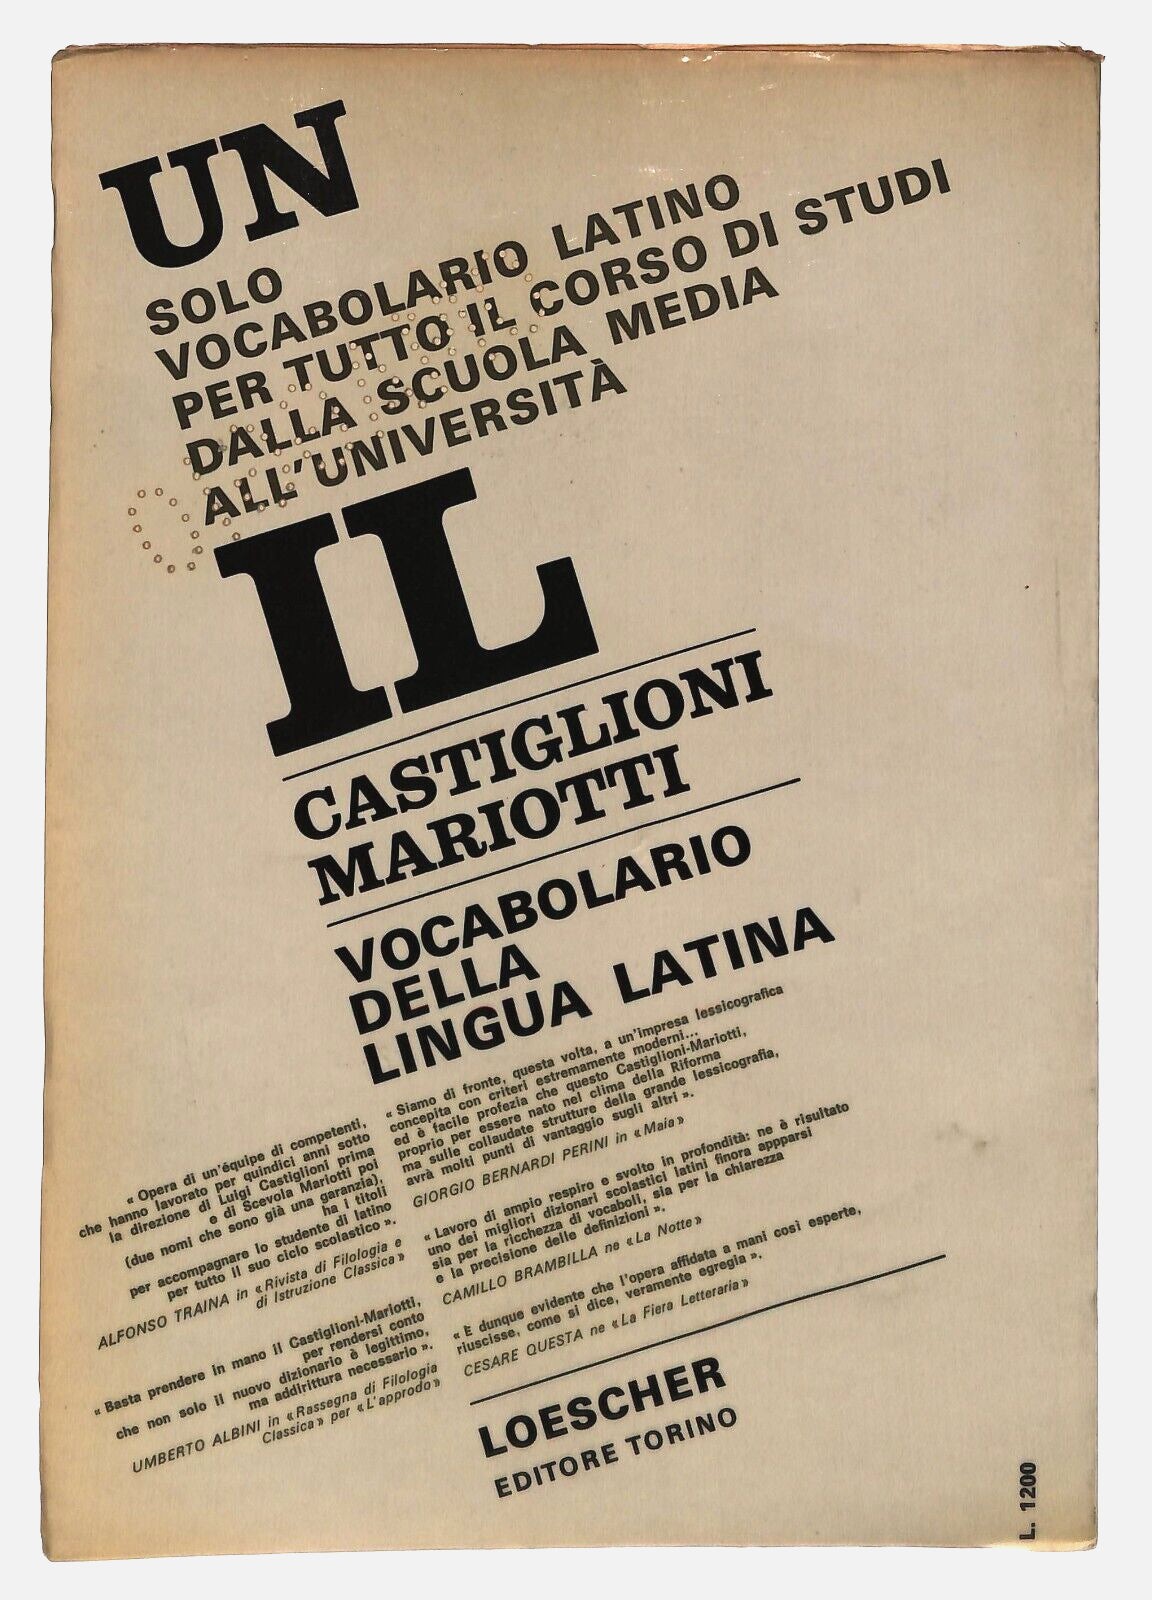 UN
SOLO
VOCABOLARIO LATINO
PER TUTTO IL CORSO DI STUDI
DALLA SCUOLA MEDIA
ALL'UNIVERSITÀ
IL
CASTIGLIONI
MARIOTTI
VOCABOLARIO
DELLA
LINGUA LATINA
« Opera di un'équipe di competenti,
che hanno lavorato per quindici anni sotto
la direzione di Luigi Castiglioni prima
e di Scevola Mariotti poi
(due nomi che sono già una garanzia),
ha i titoli
per accompagnare lo studente di latino
per tutto il suo ciclo scolastico ».
ALFONSO TRAINA in « Rivista di Filologia e
di Istruzione Classica »
« Basta prendere in mano il Castiglioni-Mariotti,
per rendersi conto
che non solo il nuovo dizionario è legittimo,
ma addirittura necessario ».
UMBERTO ALBINI in « Rassegna di Filologia
Classica » per « L'approdo »
« Siamo di fronte, questa volta, a un'impresa lessicografica
concepita con criteri estremamente moderni...
ed è facile profezia che questo Castiglioni-Mariotti,
proprio per essere nato nel clima della Riforma
ma sulle collaudate strutture della grande lessicografia,
avrà molti punti di vantaggio sugli altri ».
GIORGIO BERNARDI PERINI in « Maia »
« Lavoro di ampio respiro e svolto in profondità: ne è risultato
uno dei migliori dizionari scolastici latini finora appparsi
sia per la ricchezza di vocaboli, sia per la chiarezza
e la precisione delle definizioni ».
CAMILLO BRAMBILLA ne « La Notte »
« E dunque evidente che l'opera affidata a mani così esperte,
riuscisse, come si dice, veramente egregia ».
CESARE QUESTA ne « La Fiera Letteraria »
LOESCHER
EDITORE TORINO
L. 1200